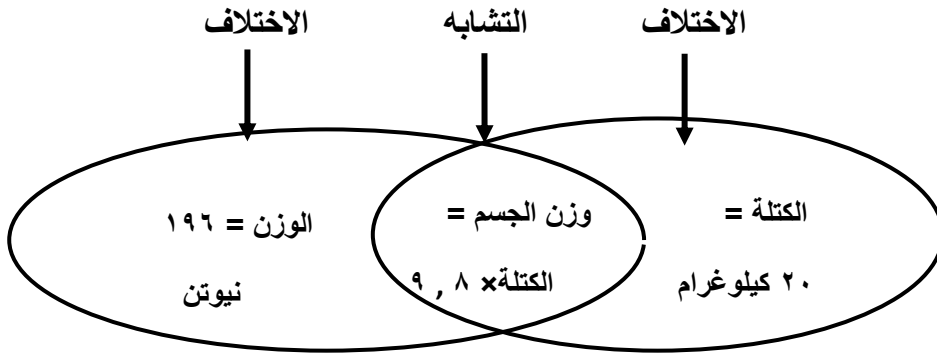 الاختلاف
التشابه
الاختلاف
الكتلة =
٢٠ كيلوغرام
وزن الجسم =
الكتلة× ٨ , ٩
الوزن = ١٩٦
نيوتن